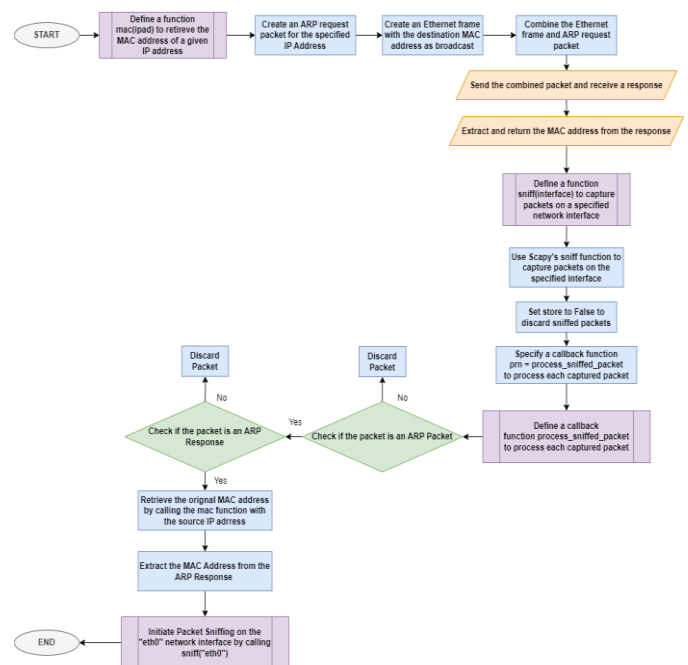 START
Define a function
mac(ipad) to retireve the
MAC address of a given
IP address
Create an ARP request
packet for the specified
IP Address
Create an Ethernet frame
with the destination MAC
address as broadcast
Combine the Ethernet
frame and ARP request
packet
Send the combined packet and receive a response
Extract and return the MAC address from the response
Define a function
sniff(interface) to capture
packets on a specified
network interface
Use Scapy's sniff function to
capture packets on the
specified interface
Set store to False to
discard sniffed packets
Specify a callback function
prn = process_sniffed_packet
to process each captured packet
Define a callback
function process_sniffed_packet
to process each captured packet
Check if the packet is an ARP Packet
No
Discard
Packet
Yes
Check if the packet is an ARP
Response
No
Discard
Packet
Yes
Retrieve the orignal MAC address
by calling the mac function with
the source IP adrress
Extract the MAC Address from the
ARP Response
Initiate Packet Sniffing on the
"eth0" network interface by calling
sniff("eth0")
END